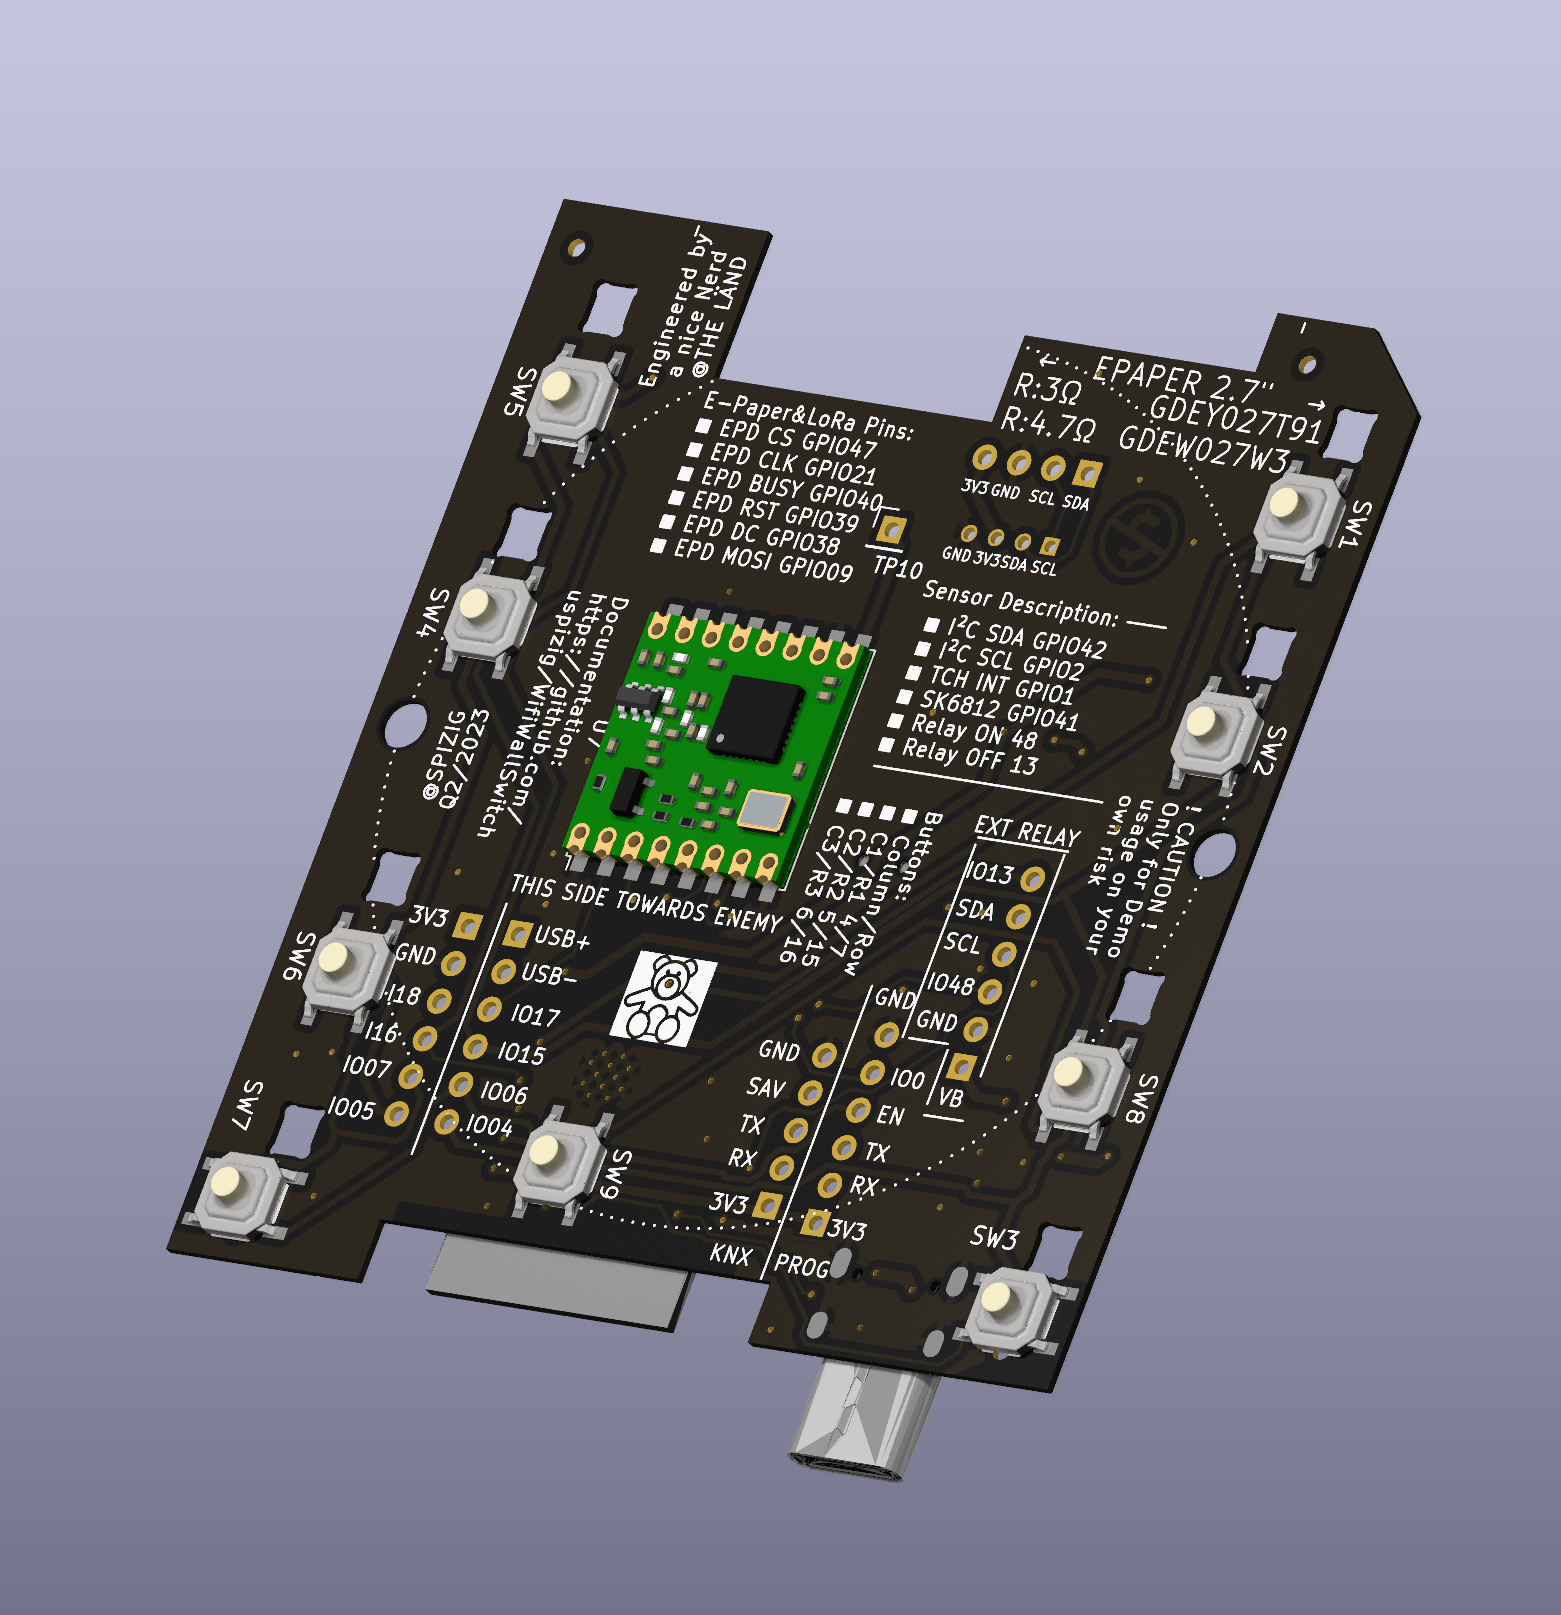 Engineered by
a nice Nerd
@THE LÄND
←
EPAPER 2.7"
R:3Ω
GDEY027T91 →
R:4.7Ω
GDEW027W3
SW5
E-Paper&LoRa Pins:
EPD CS GPIO47
EPD CLK GPIO21
EPD BUSY GPIO40
EPD RST GPIO39
EPD DC GPIO38
EPD MOSI GPIO09
3V3 GND SCL SDA
GND 3V3 SDA SCL
TP10
SW1
SW4
Sensor Description:
I²C SDA GPIO42
I²C SCL GPIO2
TCH INT GPIO1
SK6812 GPIO41
Relay ON 48
Relay OFF 13
SW2
Documentation:
https://github.com/
uspizig/WifiWallSwitch
U7
@SPIZIG
Q2/2023
Buttons:
Column/Row
C1/R1 4/7
C2/R2 5/15
C3/R3 6/16
! CAUTION !
Only for Demo
usage on your
own risk
EXT RELAY
IO13
SDA
SCL
IO48
GND
VB
THIS SIDE TOWARDS ENEMY
SW6
3V3
GND
I18
I16
IO07
IO05
USB+
USB-
IO17
IO15
IO06
IO04
SW7
SW9
GND
SAV
TX
RX
3V3
KNX
GND
IO0
EN
TX
RX
3V3
PROG
SW8
SW3